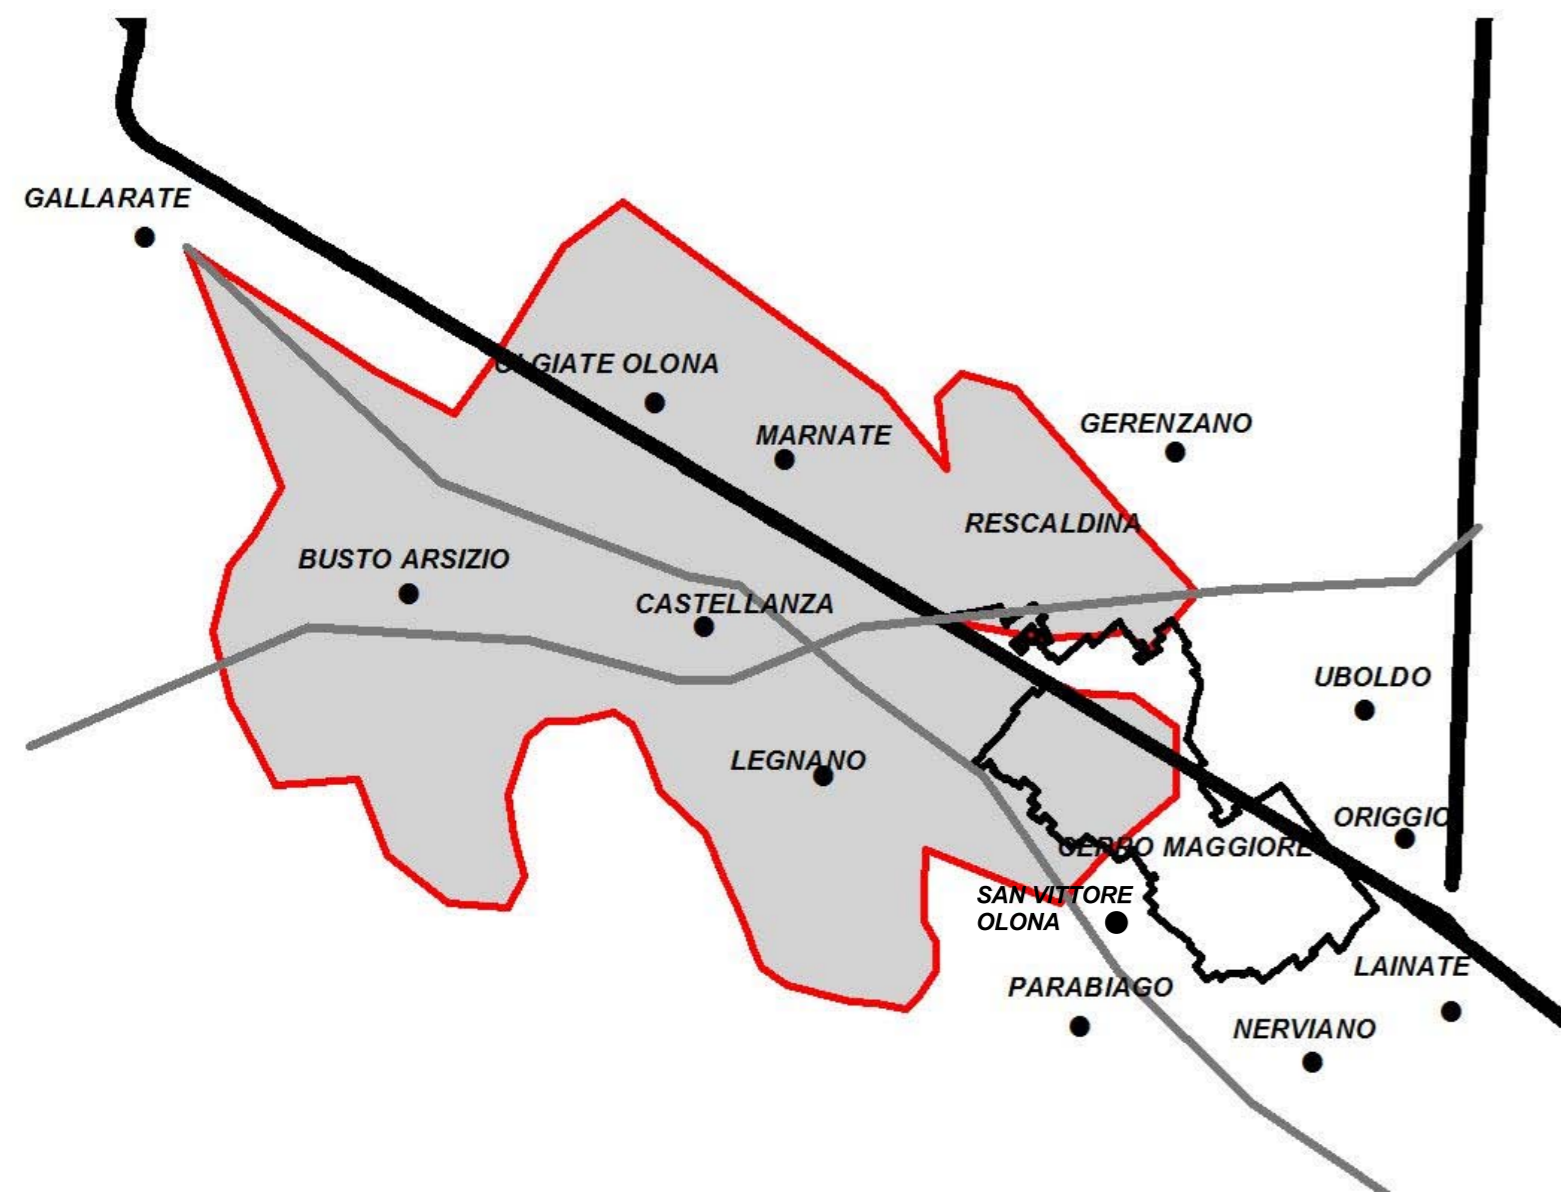 GALLARATE
OLGIATE OLONA
MARNATE
GERENZANO
RESCALDINA
BUSTO ARSIZIO
CASTELLANZA
UBOLDO
LEGNANO
ORIGGIO
CERRO MAGGIORE
SAN VITTORE
OLONA
LAINATE
PARABIAGO
NERVIANO